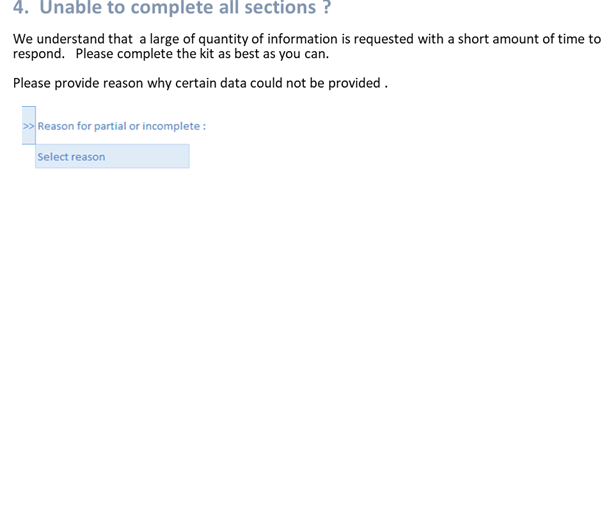 4. Unable to complete all sections ?
We understand that a large of quantity of information is requested with a short amount of time to
respond. Please complete the kit as best as you can.
Please provide reason why certain data could not be provided .
>> Reason for partial or incomplete :
Select reason